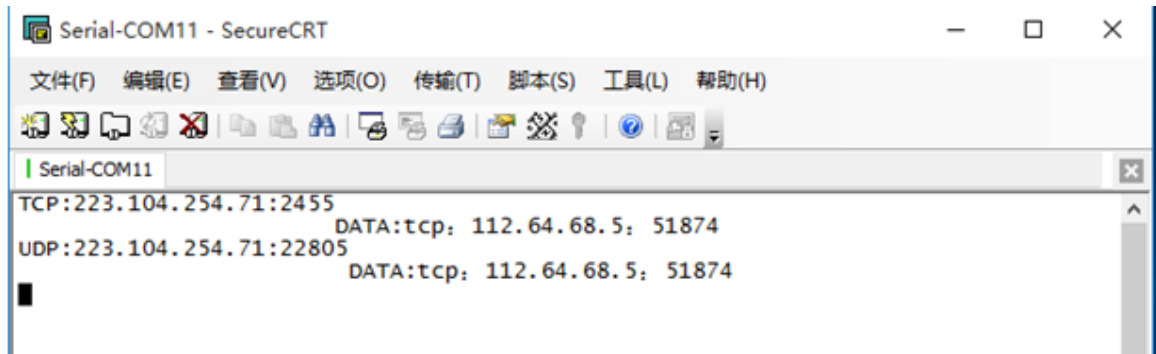 Serial-COM11 - SecureCRT
文件(F) 编辑(E) 查看(V) 选项(O) 传输(T) 脚本(S) 工具(L) 帮助(H)
Serial-COM11
TCP:223.104.254.71:2455
DATA:tcp：112.64.68.5：51874
UDP:223.104.254.71:22805
DATA:tcp：112.64.68.5：51874